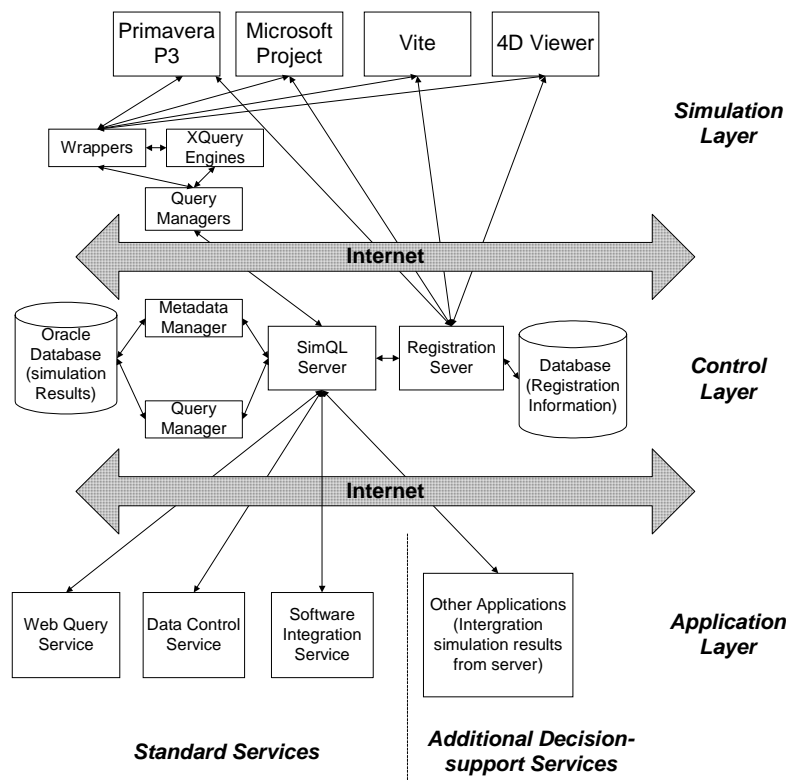 Primavera
P3
Microsoft
Project
Vite
4D Viewer
Simulation
Layer
Wrappers
XQuery
Engines
Query
Managers
Internet
Oracle
Database
(simulation
Results)
Metadata
Manager
Query
Manager
SimQL
Server
Registration
Sever
Database
(Registration
Information)
Control
Layer
Internet
Web Query
Service
Data Control
Service
Software
Integration
Service
Other Applications
(Intergration
simulation results
from server)
Application
Layer
Standard Services
Additional Decision-
support Services